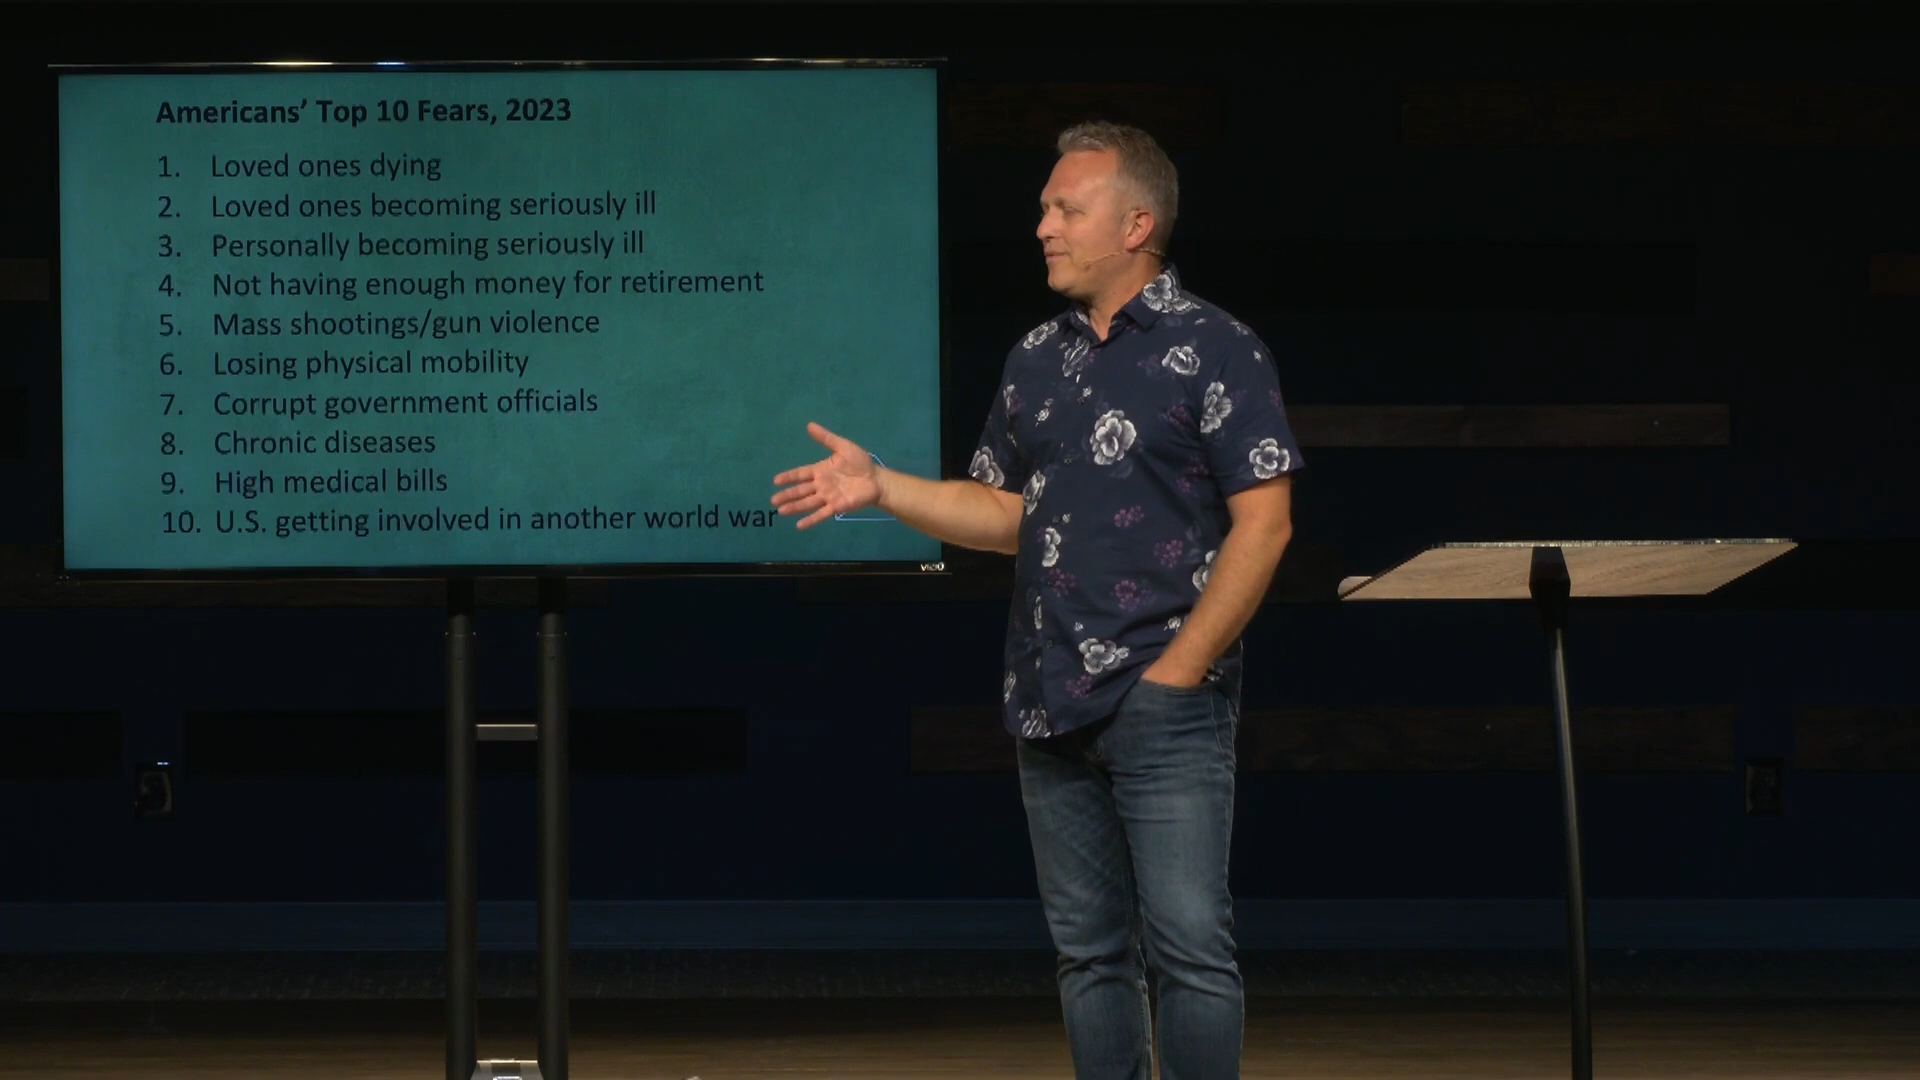 Americans’ Top 10 Fears, 2023
1. Loved ones dying
2. Loved ones becoming seriously ill
3. Personally becoming seriously ill
4. Not having enough money for retirement
5. Mass shootings/gun violence
6. Losing physical mobility
7. Corrupt government officials
8. Chronic diseases
9. High medical bills
10. U.S. getting involved in another world war
VIZIO